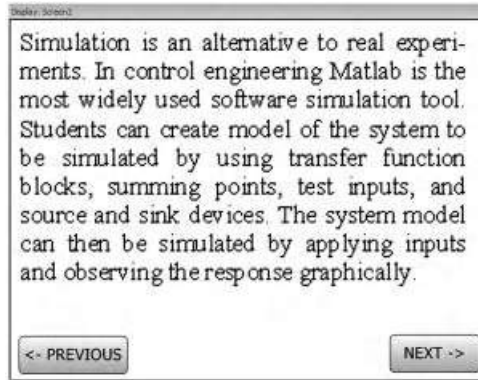 Display: Screen2
Simulation is an alternative to real experi-
ments. In control engineering Matlab is the
most widely used software simulation tool.
Students can create model of the system to
be simulated by using transfer function
blocks, summing points, test inputs, and
source and sink devices. The system model
can then be simulated by applying inputs
and observing the response graphically.
<- PREVIOUS
NEXT ->